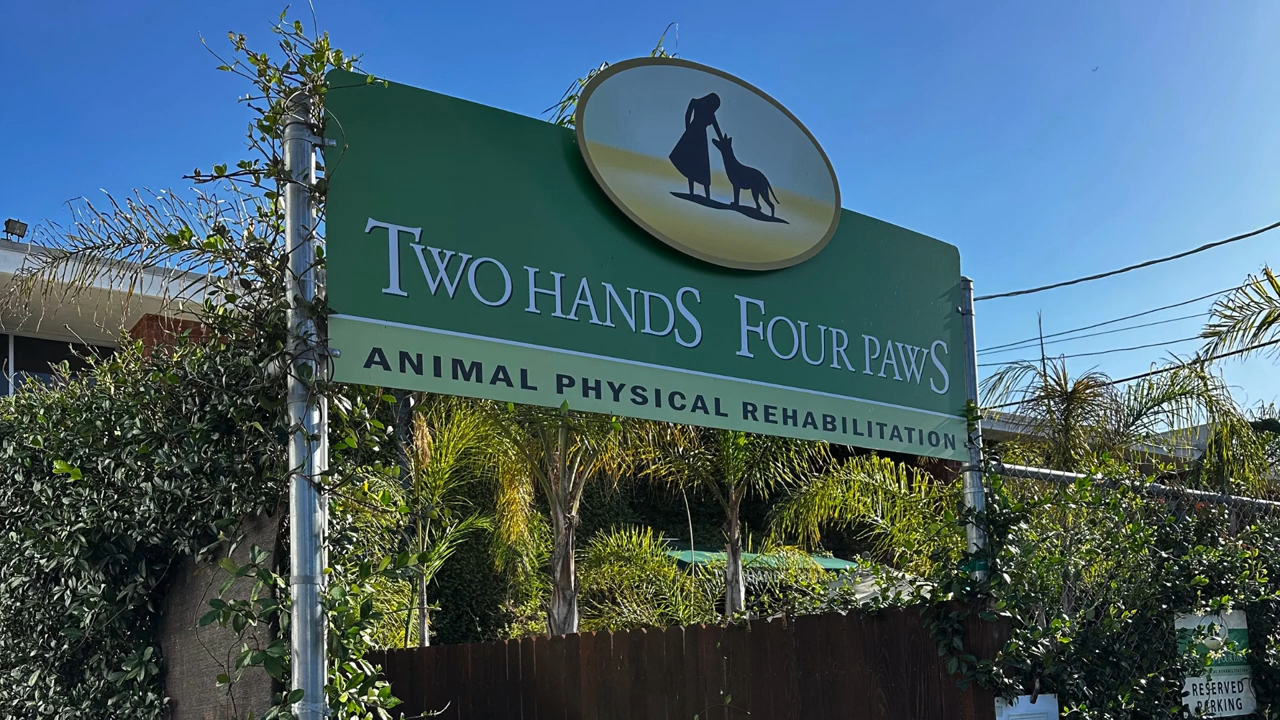 TWO HANDS FOUR PAWS
ANIMAL PHYSICAL REHABILITATION
RESERVED
PARKING